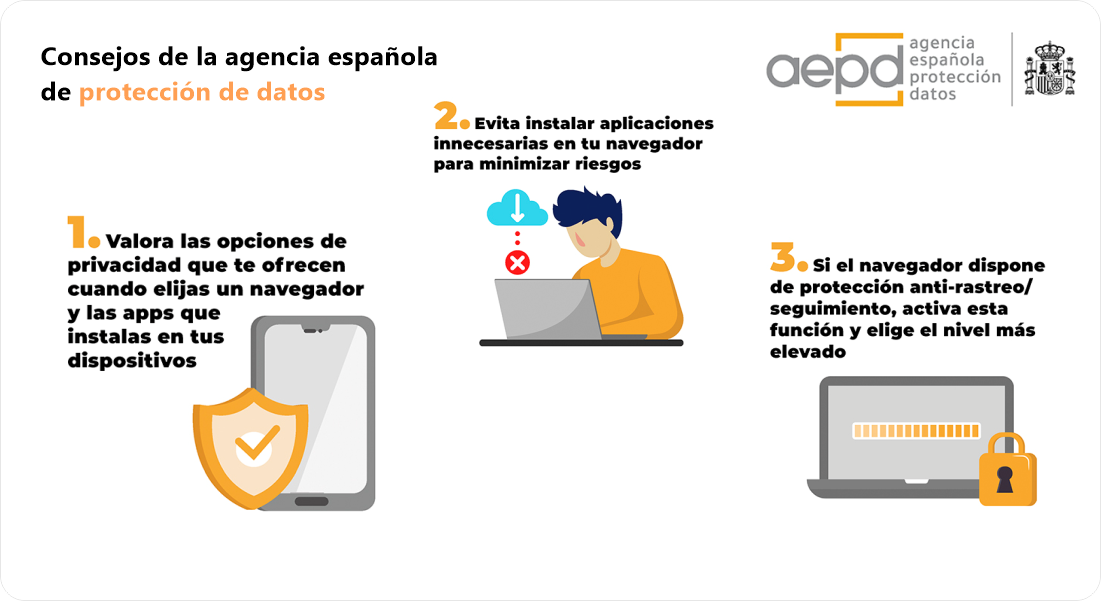 Consejos de la agencia española
de protección de datos
aepd
agencia
española
protección
datos
1. Valora las opciones de
privacidad que te ofrecen
cuando elijas un navegador
y las apps que
instalas en tus
dispositivos
2. Evita instalar aplicaciones
innecesarias en tu navegador
para minimizar riesgos
3. Si el navegador dispone
de protección anti-rastreo/
seguimiento, activa esta
función y elige el nivel más
elevado